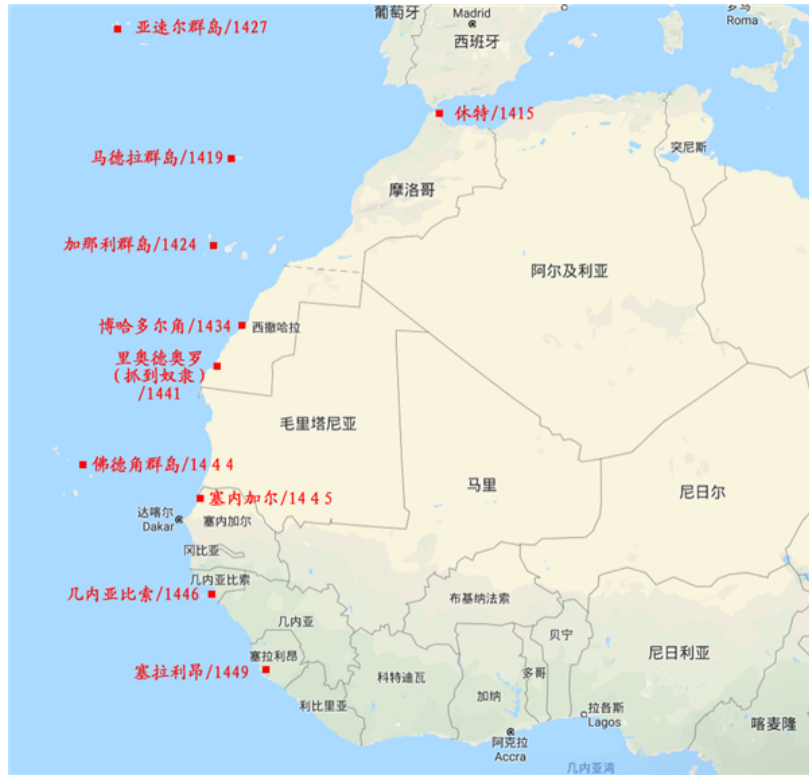 葡萄牙
Madrid
西班牙
罗马
Roma
亚速尔群岛/1427
休特/1415
马德拉群岛/1419
突尼斯
摩洛哥
加那利群岛/1424
阿尔及利亚
博哈多尔角/1434
西撒哈拉
里奥德奥罗
（抓到奴隶）
/1441
毛里塔尼亚
佛德角群岛/1444
马里
尼日尔
塞内加尔/1445
达喀尔
Dakar
塞内加尔
冈比亚
几内亚比索
几内亚比索/1446
布基纳法索
几内亚
贝宁
塞拉利昂
尼日利亚
塞拉利昂/1449
科特迪瓦
多哥
加纳
利比里亚
拉各斯
Lagos
喀麦隆
阿克拉
Accra
几内亚湾